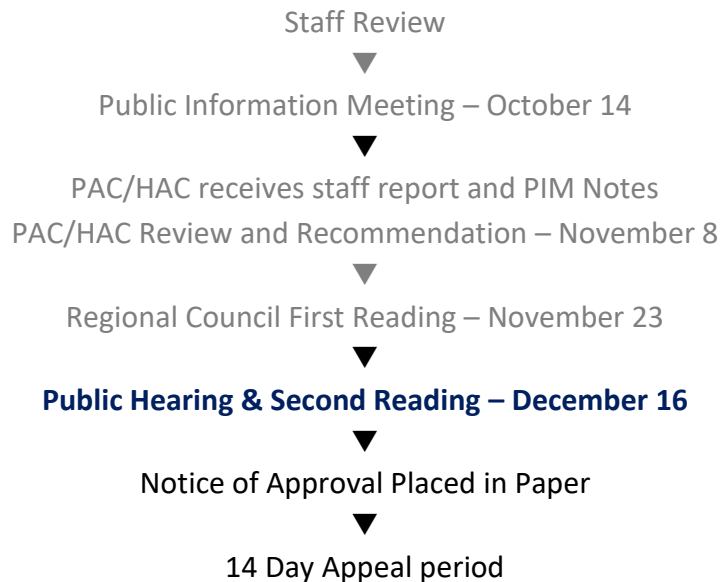 Staff Review
Public Information Meeting – October 14
PAC/HAC receives staff report and PIM Notes
PAC/HAC Review and Recommendation – November 8
Regional Council First Reading – November 23
Public Hearing & Second Reading – December 16
Notice of Approval Placed in Paper
14 Day Appeal period